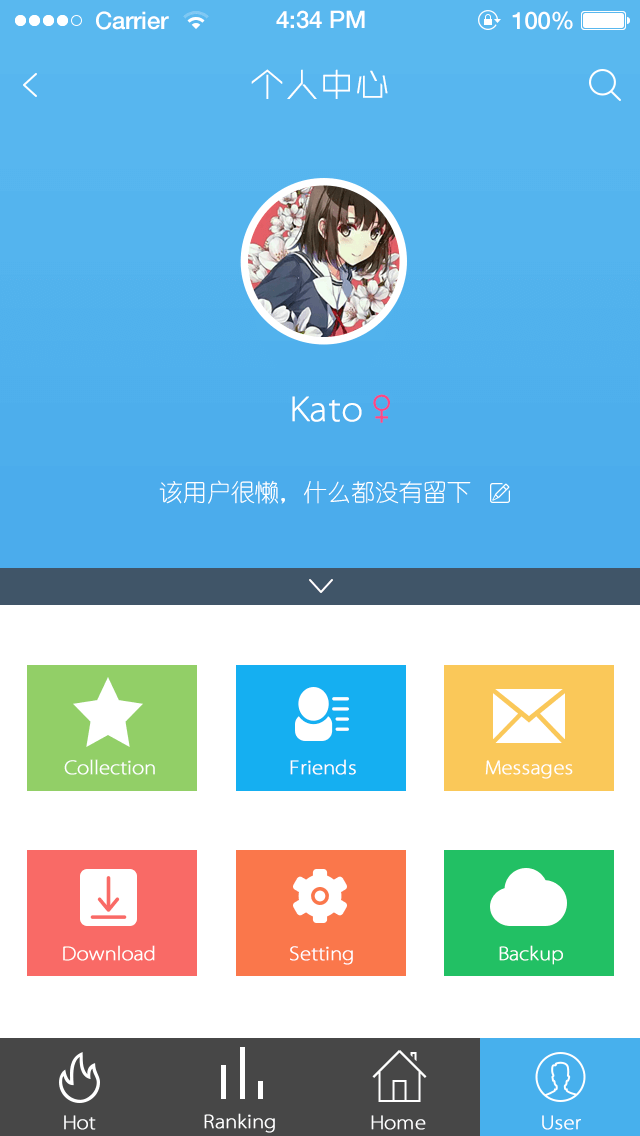 Carrier 4:34 PM 100%
个人中心
Kato
该用户很懒，什么都没有留下
Collection Friends Messages
Download Setting Backup
Hot Ranking Home User